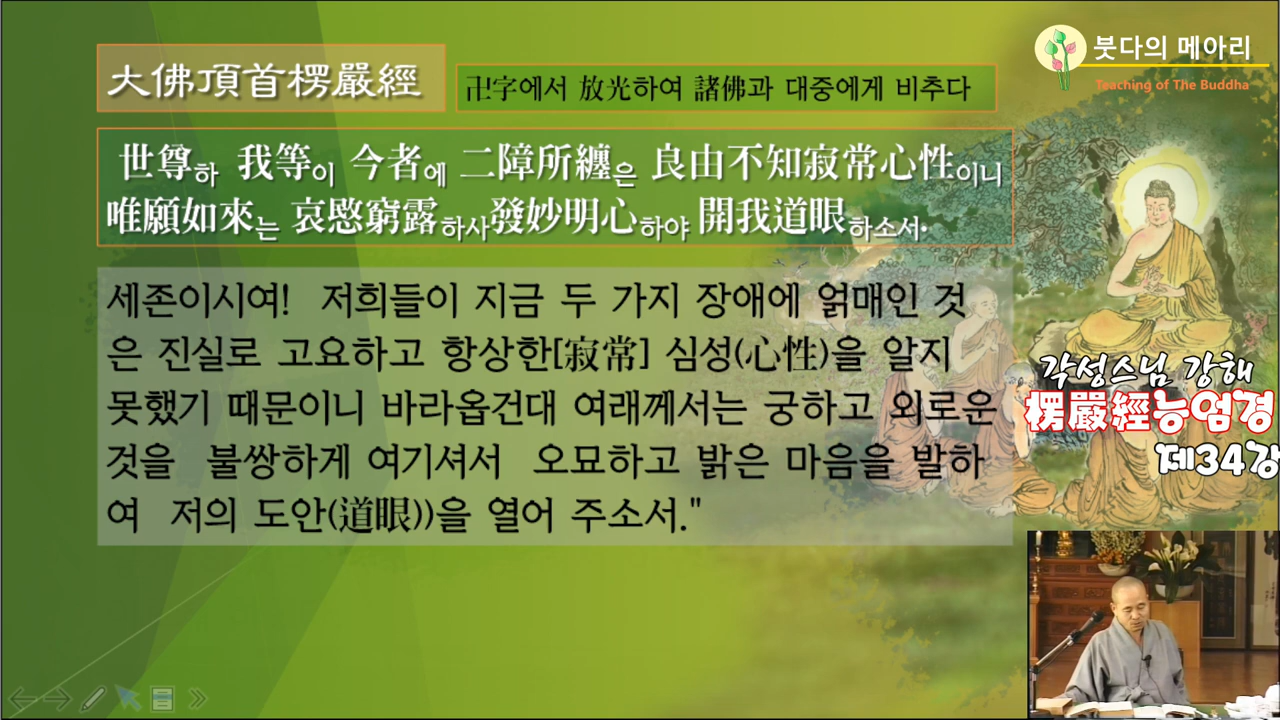 大佛頂首楞嚴經
卍字에서 放光하여 諸佛과 대중에게 비추다
붓다의 메아리
Teaching of The Buddha
世尊하 我等이 今者에 二障所纏은 良由不知寂常心性이니
唯願如來는 哀愍窮露하사發妙明心하야 開我道眼하소서.
세존이시여! 저희들이 지금 두 가지 장애에 얽매인 것
은 진실로 고요하고 항상한[寂常] 심성(心性)을 알지
못했기 때문이니 바라옵건대 여래께서는 궁하고 외로운
것을 불쌍하게 여기셔서 오묘하고 밝은 마음을 발하
여 저의 도안(道眼))을 열어 주소서."
각성스님 강해
楞嚴經능엄경
제34강